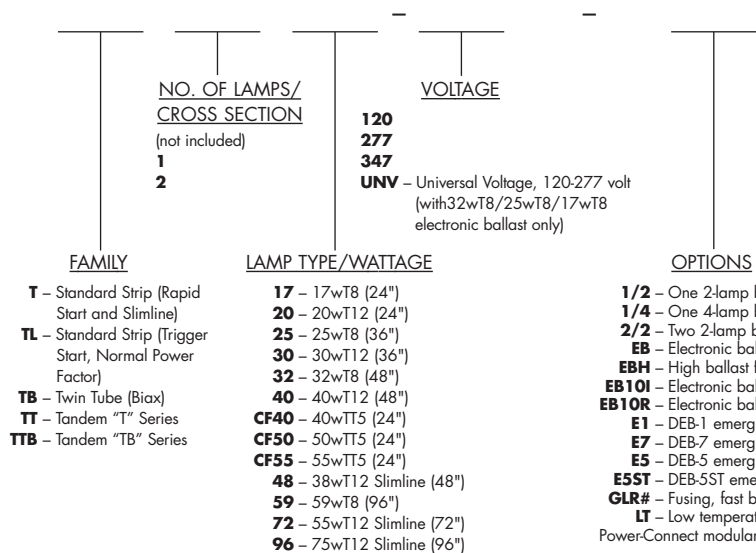 NO. OF LAMPS/
CROSS SECTION
(not included)
1
2
VOLTAGE
120
277
347
UNV – Universal Voltage, 120-277 volt
(with32wT8/25wT8/17wT8
electronic ballast only)
FAMILY
T – Standard Strip (Rapid
Start and Slimline)
TL – Standard Strip (Trigger
Start, Normal Power
Factor)
TB – Twin Tube (Biax)
TT – Tandem “T” Series
TTB – Tandem “TB” Series
LAMP TYPE/WATTAGE
17 – 17wT8 (24")
20 – 20wT12 (24")
25 – 25wT8 (36")
30 – 30wT12 (36")
32 – 32wT8 (48")
40 – 40wT12 (48")
CF40 – 40wTT5 (24")
CF50 – 50wTT5 (24")
CF55 – 55wTT5 (24")
48 – 38wT12 Slimline (48")
59 – 59wT8 (96")
72 – 55wT12 Slimline (72")
96 – 75wT12 Slimline (96")
OPTIONS
1/2 – One 2-lamp
1/4 – One 4-lamp
2/2 – Two 2-lamp
EB – Electronic
EBH – High ballast
EB10I – Electronic
EB10R – Electronic
E1 – DEB-1
E7 – DEB-7
E5 – DEB-5
E5ST – DEB-5ST
GLR# – Fusing, fast
LT – Low
Power-Connect